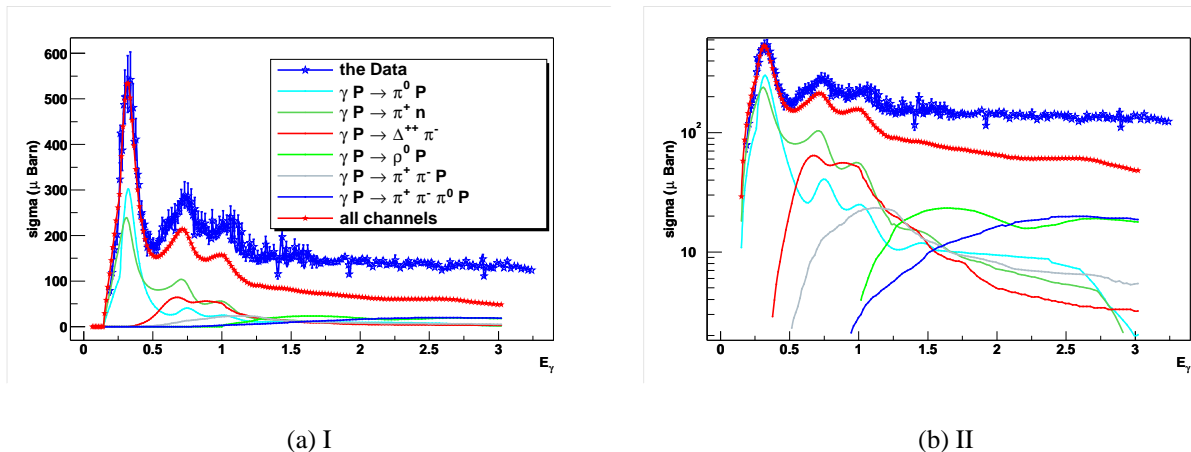 sigma (μ Barn)
600
500
400
300
200
100
0
0 0.5 1 1.5 2 2.5 3
E_γ
the Data
γ P → π⁰ P
γ P → π⁺ n
γ P → Δ⁺⁺ π⁻
γ P → ρ⁰ P
γ P → π⁺ π⁻ P
γ P → π⁺ π⁻ π⁰ P
all channels
(a) I
sigma (μ Barn)
10²
10
0 0.5 1 1.5 2 2.5 3
E_γ
(b) II